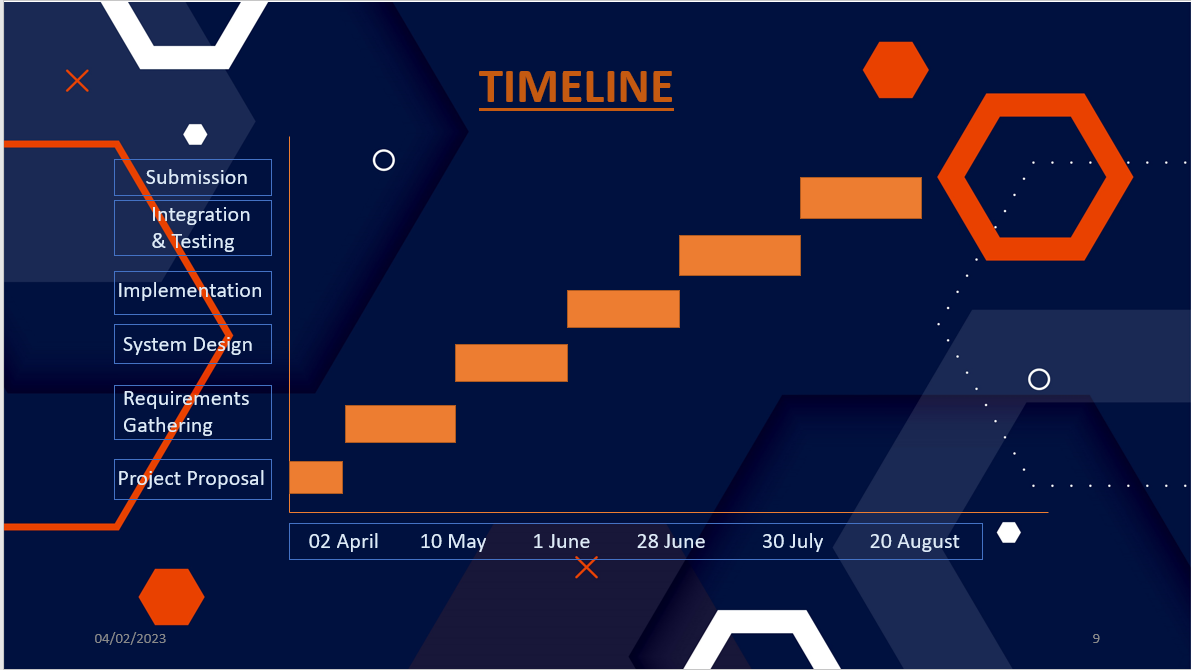 TIMELINE
Submission
Integration
& Testing
Implementation
System Design
Requirements
Gathering
Project Proposal
02 April 10 May 1 June 28 June 30 July 20 August
04/02/2023 9